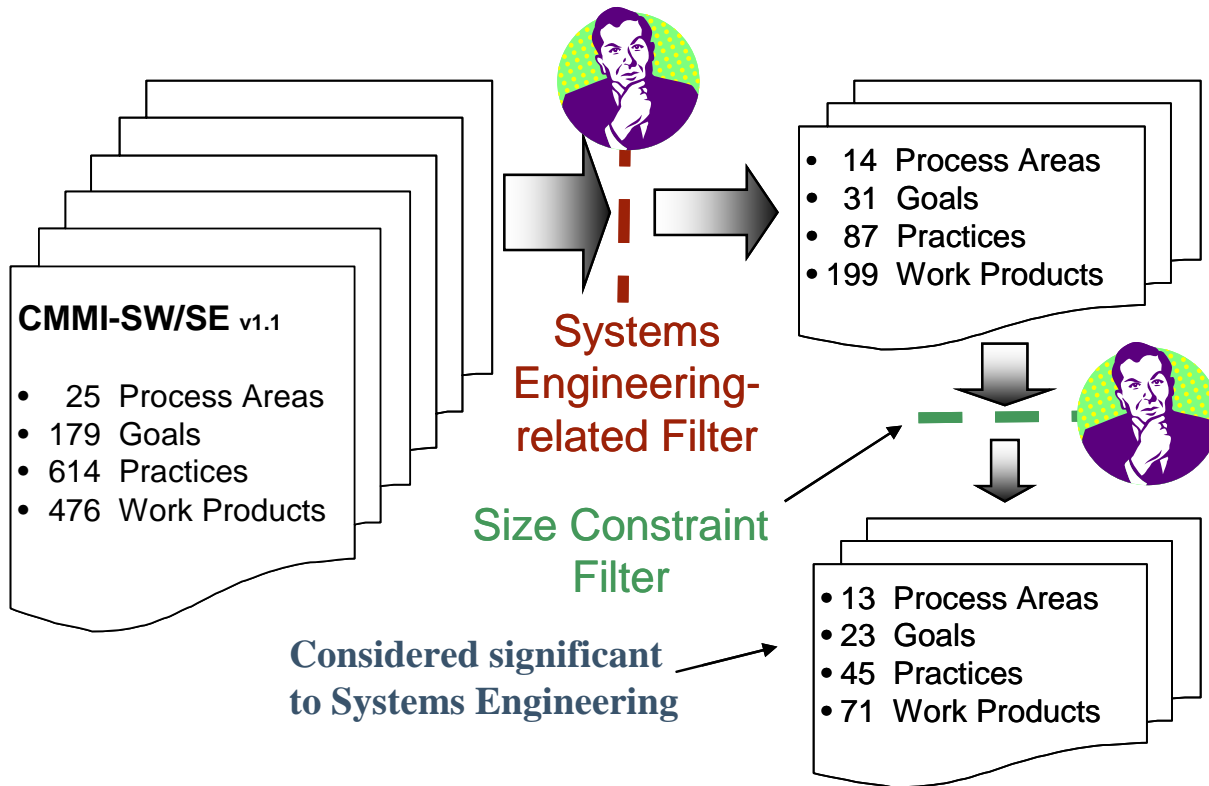 CMMI-SW/SE v1.1
• 25 Process Areas
• 179 Goals
• 614 Practices
• 476 Work Products
Systems
Engineering-
related Filter
• 14 Process Areas
• 31 Goals
• 87 Practices
• 199 Work Products
Size Constraint
Filter
Considered significant
to Systems Engineering
• 13 Process Areas
• 23 Goals
• 45 Practices
• 71 Work Products